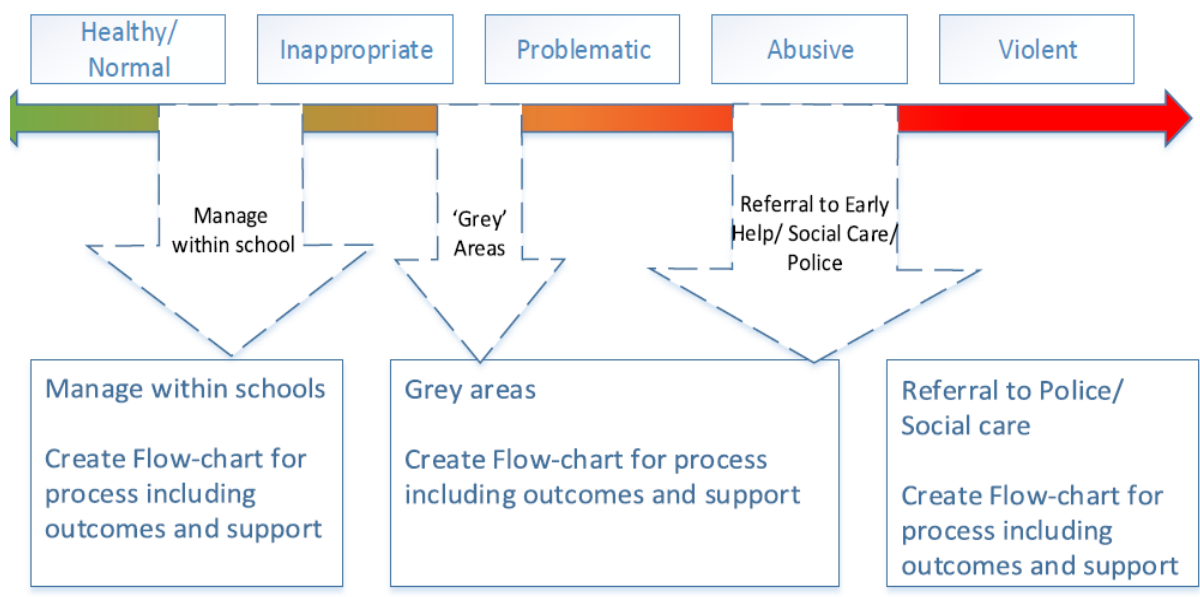 Healthy/
Normal
Inappropriate
Problematic
Abusive
Violent
Manage
within school
‘Grey’
Areas
Referral to Early
Help/ Social Care/
Police
Manage within schools
Create Flow-chart for
process including
outcomes and support
Grey areas
Create Flow-chart for process
including outcomes and support
Referral to Police/
Social care
Create Flow-chart for
process including
outcomes and support